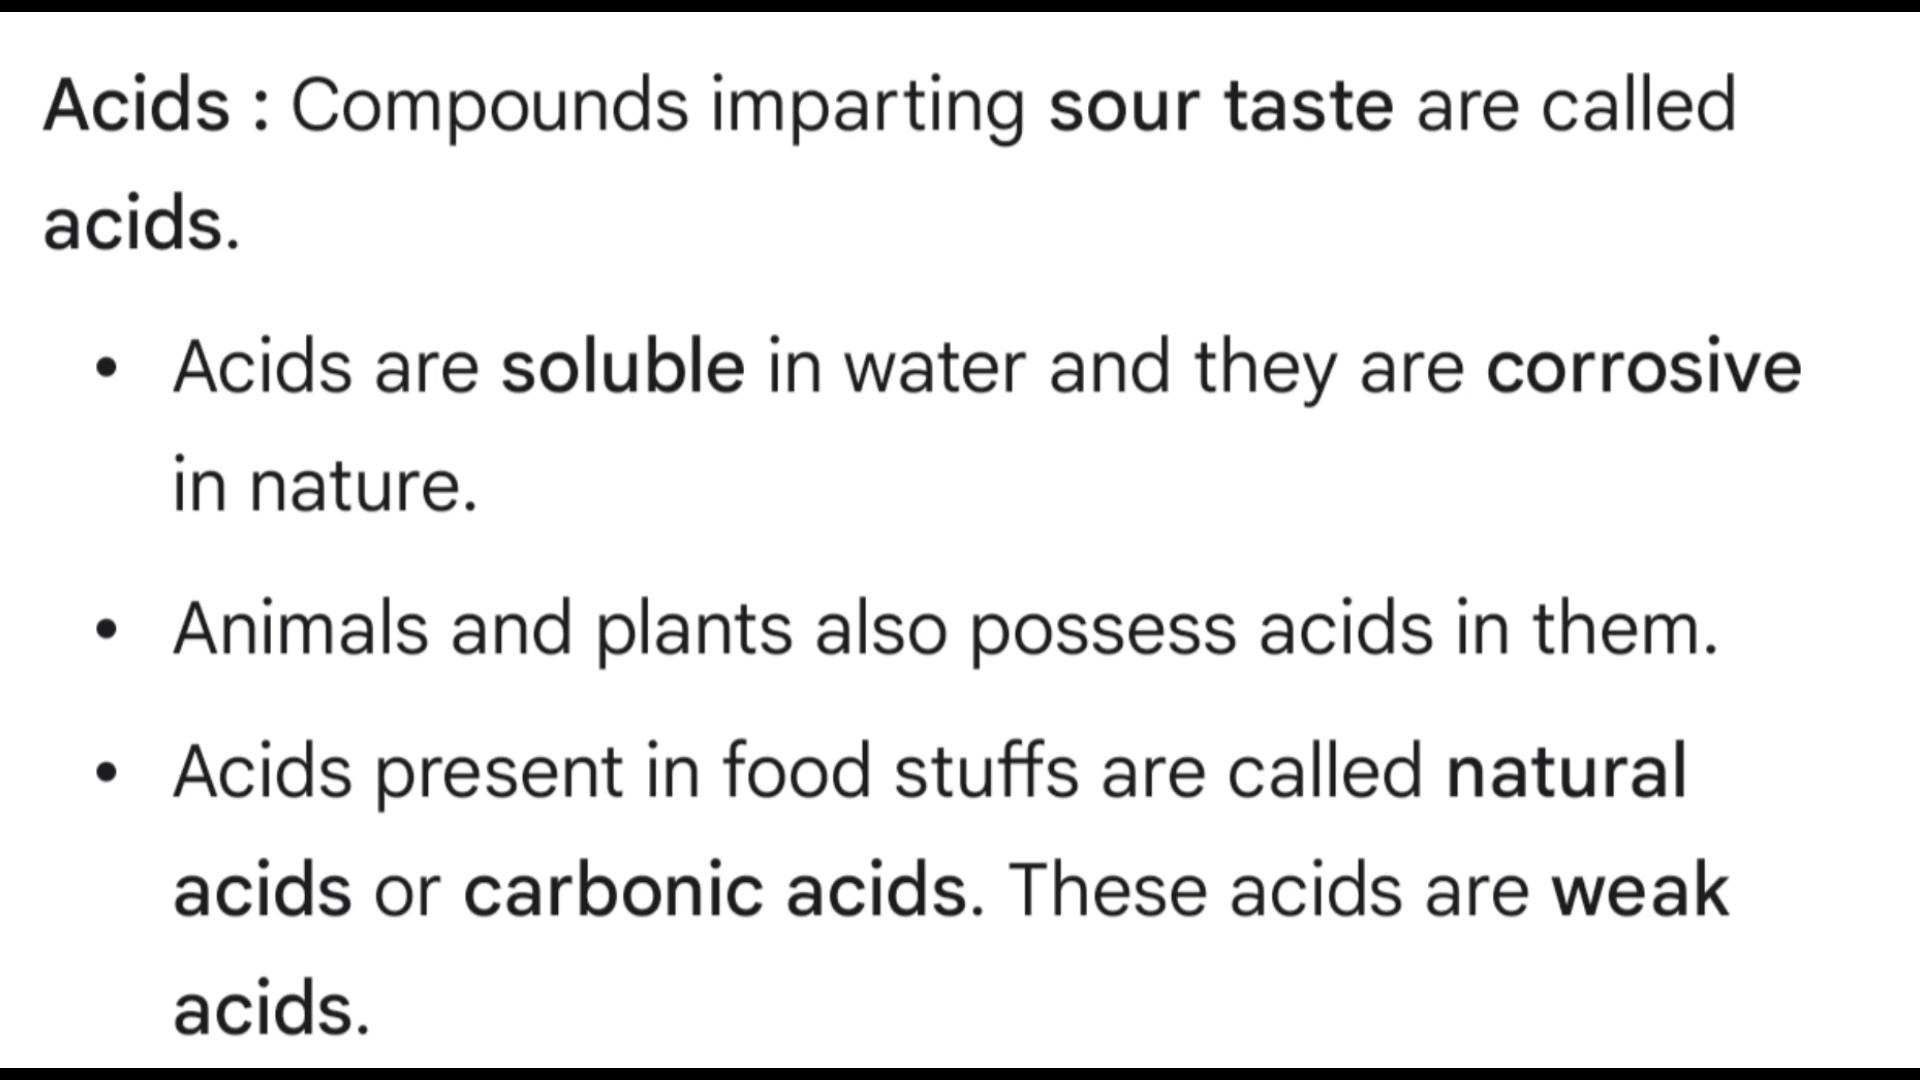 Acids : Compounds imparting sour taste are called
acids.
• Acids are soluble in water and they are corrosive
in nature.
• Animals and plants also possess acids in them.
• Acids present in food stuffs are called natural
acids or carbonic acids. These acids are weak
acids.